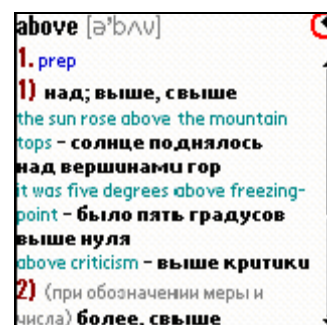 above [ə'bʌv]
1. prep
1) над; выше, свыше
the sun rose above the mountain
tops – солнце поднялось
над вершинами гор
it was five degrees above freezing-
point – было пять градусов
выше нуля
above criticism – выше критики
2) (при обозначении меры и
числа) более, свыше